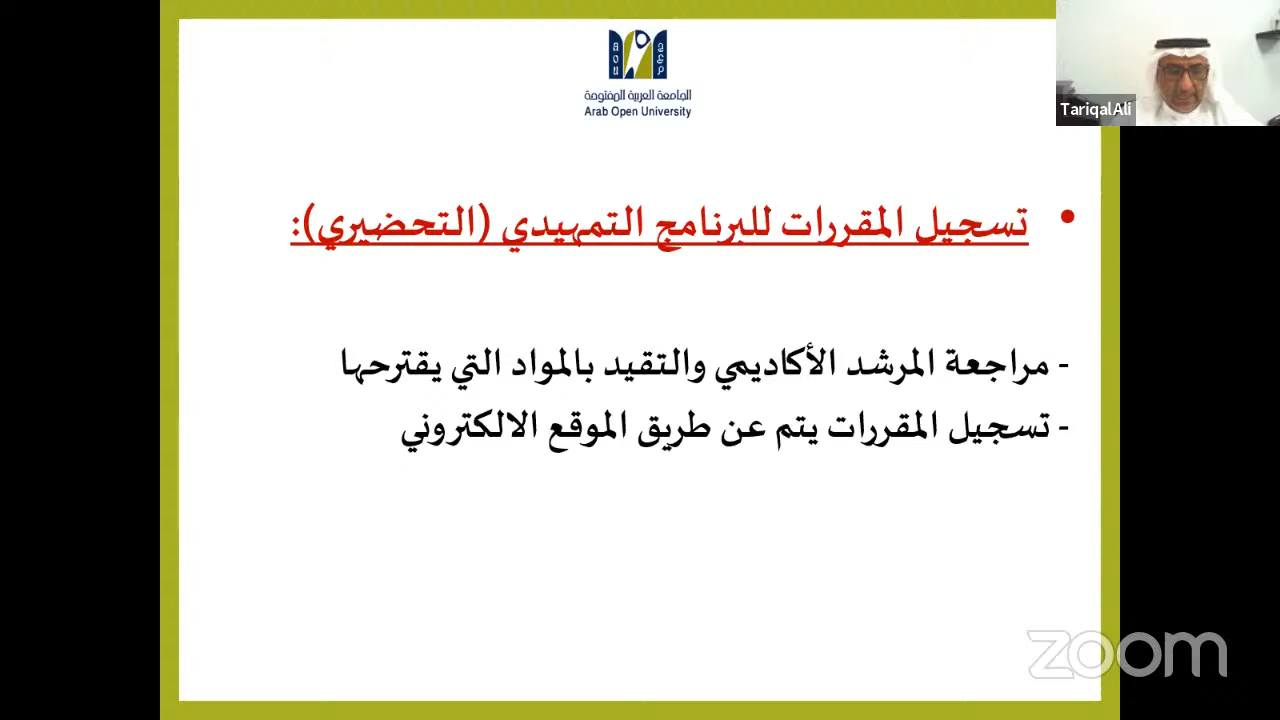 الجامعة العربية المفتوحة
Arab Open University
TariqalAli
• تسجيل المقررات للبرنامج التمهيدي (التحضيري):
- مراجعة المرشد الأكاديمي والتقيد بالمواد التي يقترحها
- تسجيل المقررات يتم عن طريق الموقع الالكتروني
zoom